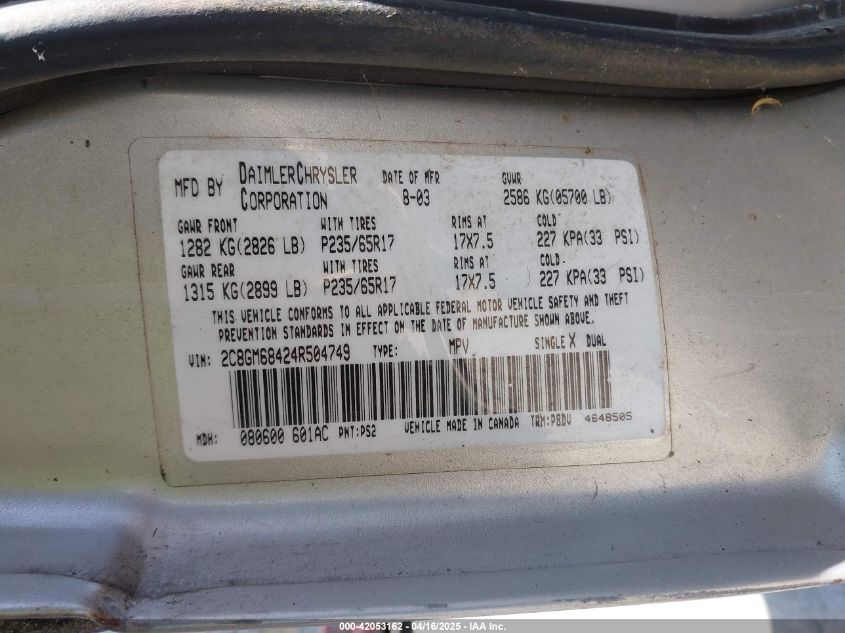 MFD BY DAIMLERCHRYSLER CORPORATION DATE OF MFR 8-03 GVWR 2586 KG(05700 LB)
GAWR FRONT WITH TIRES RIMS AT COLD
1282 KG(2826 LB) P235/65R17 17X7.5 227 KPA(33 PSI)
GAWR REAR WITH TIRES RIMS AT COLD
1315 KG(2899 LB) P235/65R17 17X7.5 227 KPA(33 PSI)
THIS VEHICLE CONFORMS TO ALL APPLICABLE FEDERAL MOTOR VEHICLE SAFETY AND THEFT
PREVENTION STANDARDS IN EFFECT ON THE DATE OF MANUFACTURE SHOWN ABOVE.
VIN: 2C8GM68424R504749 TYPE: MPV SINGLE X DUAL
MDH: 080600 601AC PNT:PS2 VEHICLE MADE IN CANADA TRM:P8DV 4648505
000-42053162 - 04/16/2025 - IAA Inc.